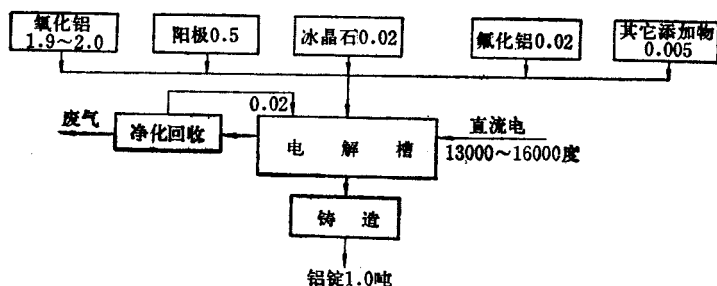 氧化铝
1.9~2.0
阳极0.5
冰晶石0.02
氟化铝0.02
其它添加物
0.005
0.02
废气
净化回收
电 解 槽
直流电
13000~16000度
铸 造
铝锭1.0吨